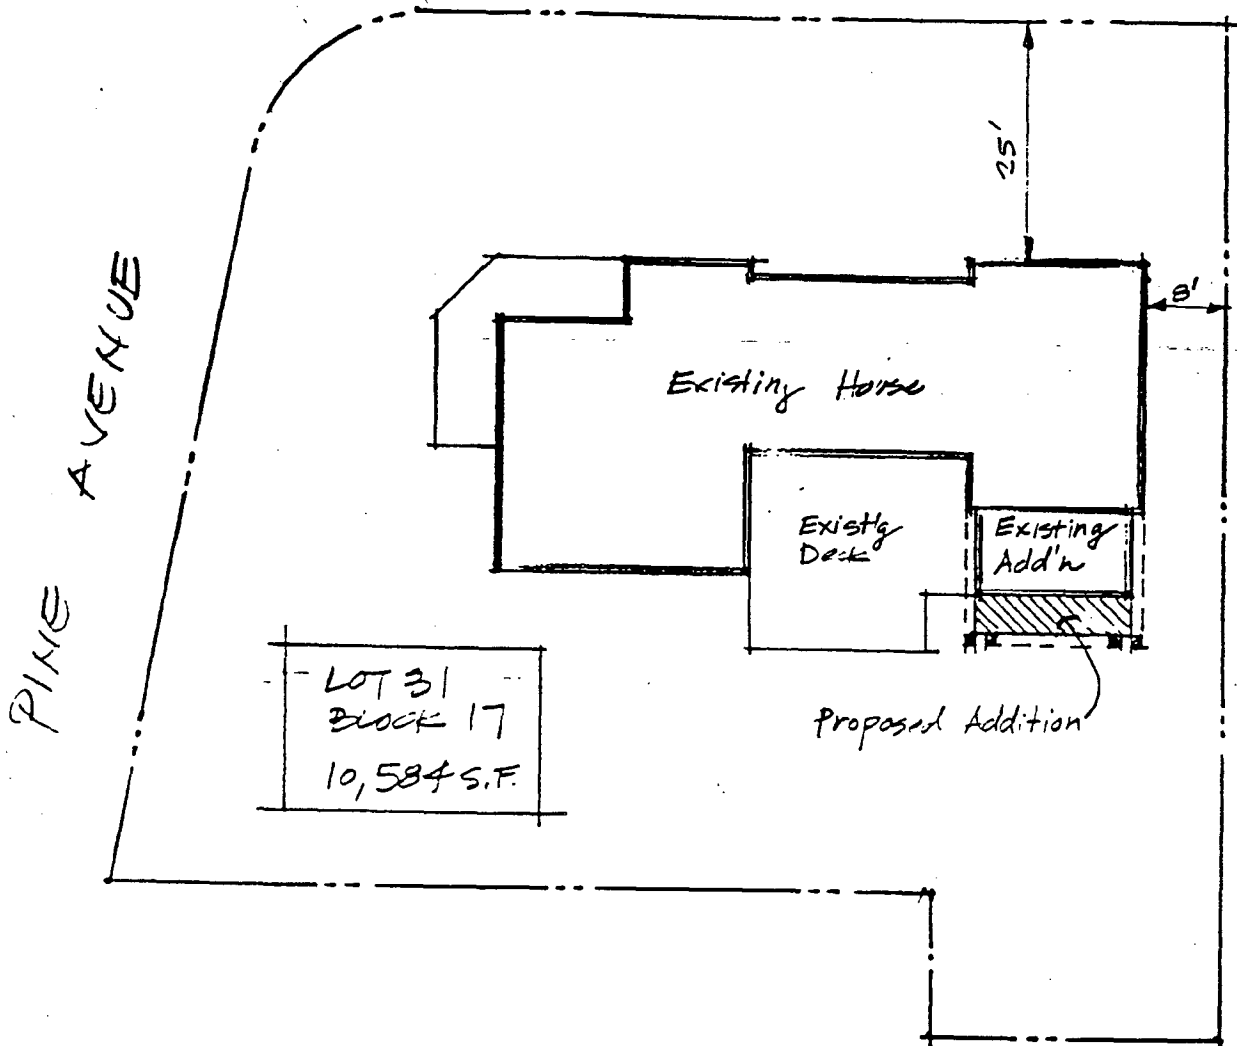 25'
8'
PINE AVENUE
Existing House
Exist'g
Deck
Existing
Add'n
LOT 31
BLOCK 17
10,584 S.F.
Proposed Addition